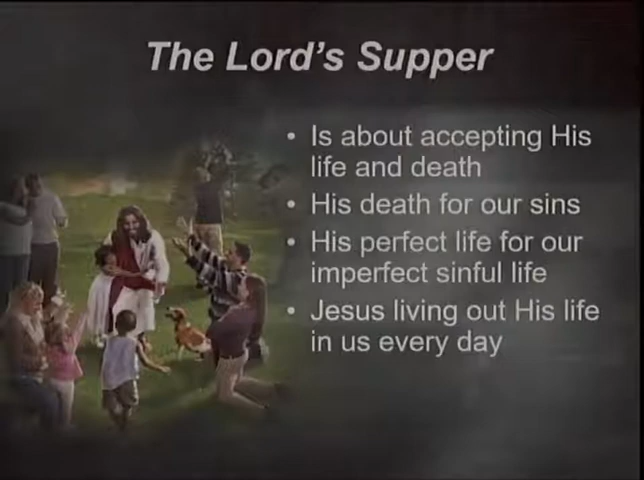 The Lord's Supper
• Is about accepting His
life and death
• His death for our sins
• His perfect life for our
imperfect sinful life
• Jesus living out His life
in us every day